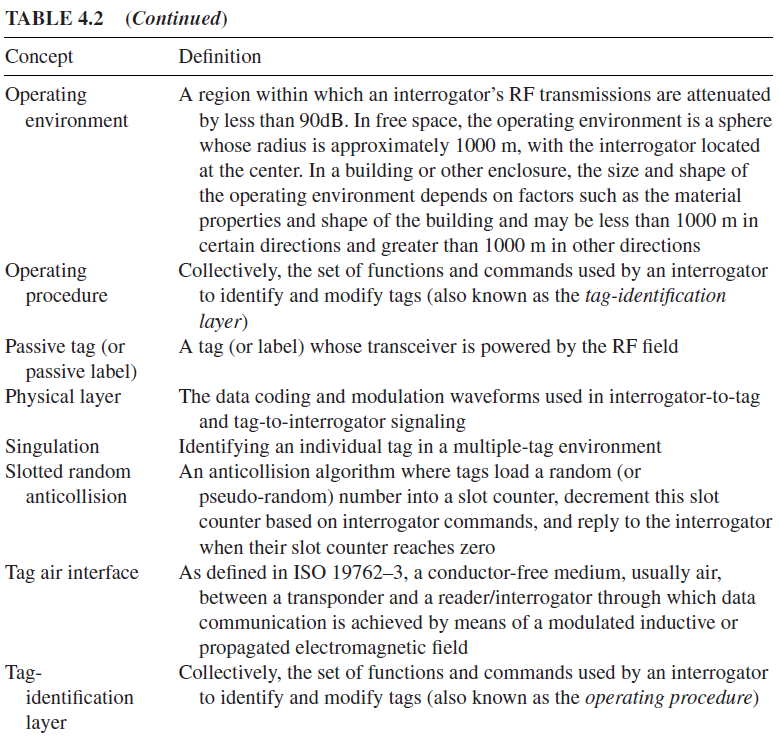 TABLE 4.2 (Continued)
Concept Definition
Operating environment A region within which an interrogator's RF transmissions are attenuated
by less than 90dB. In free space, the operating environment is a sphere
whose radius is approximately 1000 m, with the interrogator located
at the center. In a building or other enclosure, the size and shape of
the operating environment depends on factors such as the material
properties and shape of the building and may be less than 1000 m in
certain directions and greater than 1000 m in other directions
Operating procedure Collectively, the set of functions and commands used by an interrogator
to identify and modify tags (also known as the tag-identification
layer)
Passive tag (or passive label) A tag (or label) whose transceiver is powered by the RF field
Physical layer The data coding and modulation waveforms used in interrogator-to-tag
and tag-to-interrogator signaling
Singulation Identifying an individual tag in a multiple-tag environment
Slotted random anticollision An anticollision algorithm where tags load a random (or
pseudo-random) number into a slot counter, decrement this slot
counter based on interrogator commands, and reply to the interrogator
when their slot counter reaches zero
Tag air interface As defined in ISO 19762–3, a conductor-free medium, usually air,
between a transponder and a reader/interrogator through which data
communication is achieved by means of a modulated inductive or
propagated electromagnetic field
Tag-identification layer Collectively, the set of functions and commands used by an interrogator
to identify and modify tags (also known as the operating procedure)